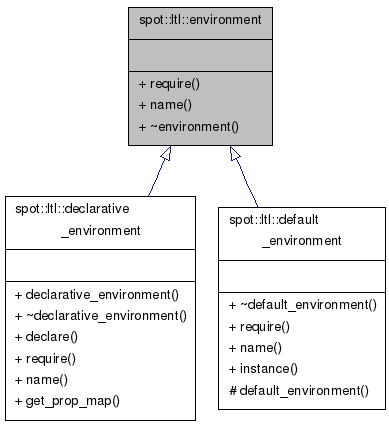 spot::ltl::environment
+ require()
+ name()
+ ~environment()
spot::ltl::declarative
_environment
+ declarative_environment()
+ ~declarative_environment()
+ declare()
+ require()
+ name()
+ get_prop_map()
spot::ltl::default
_environment
+ ~default_environment()
+ require()
+ name()
+ instance()
# default_environment()